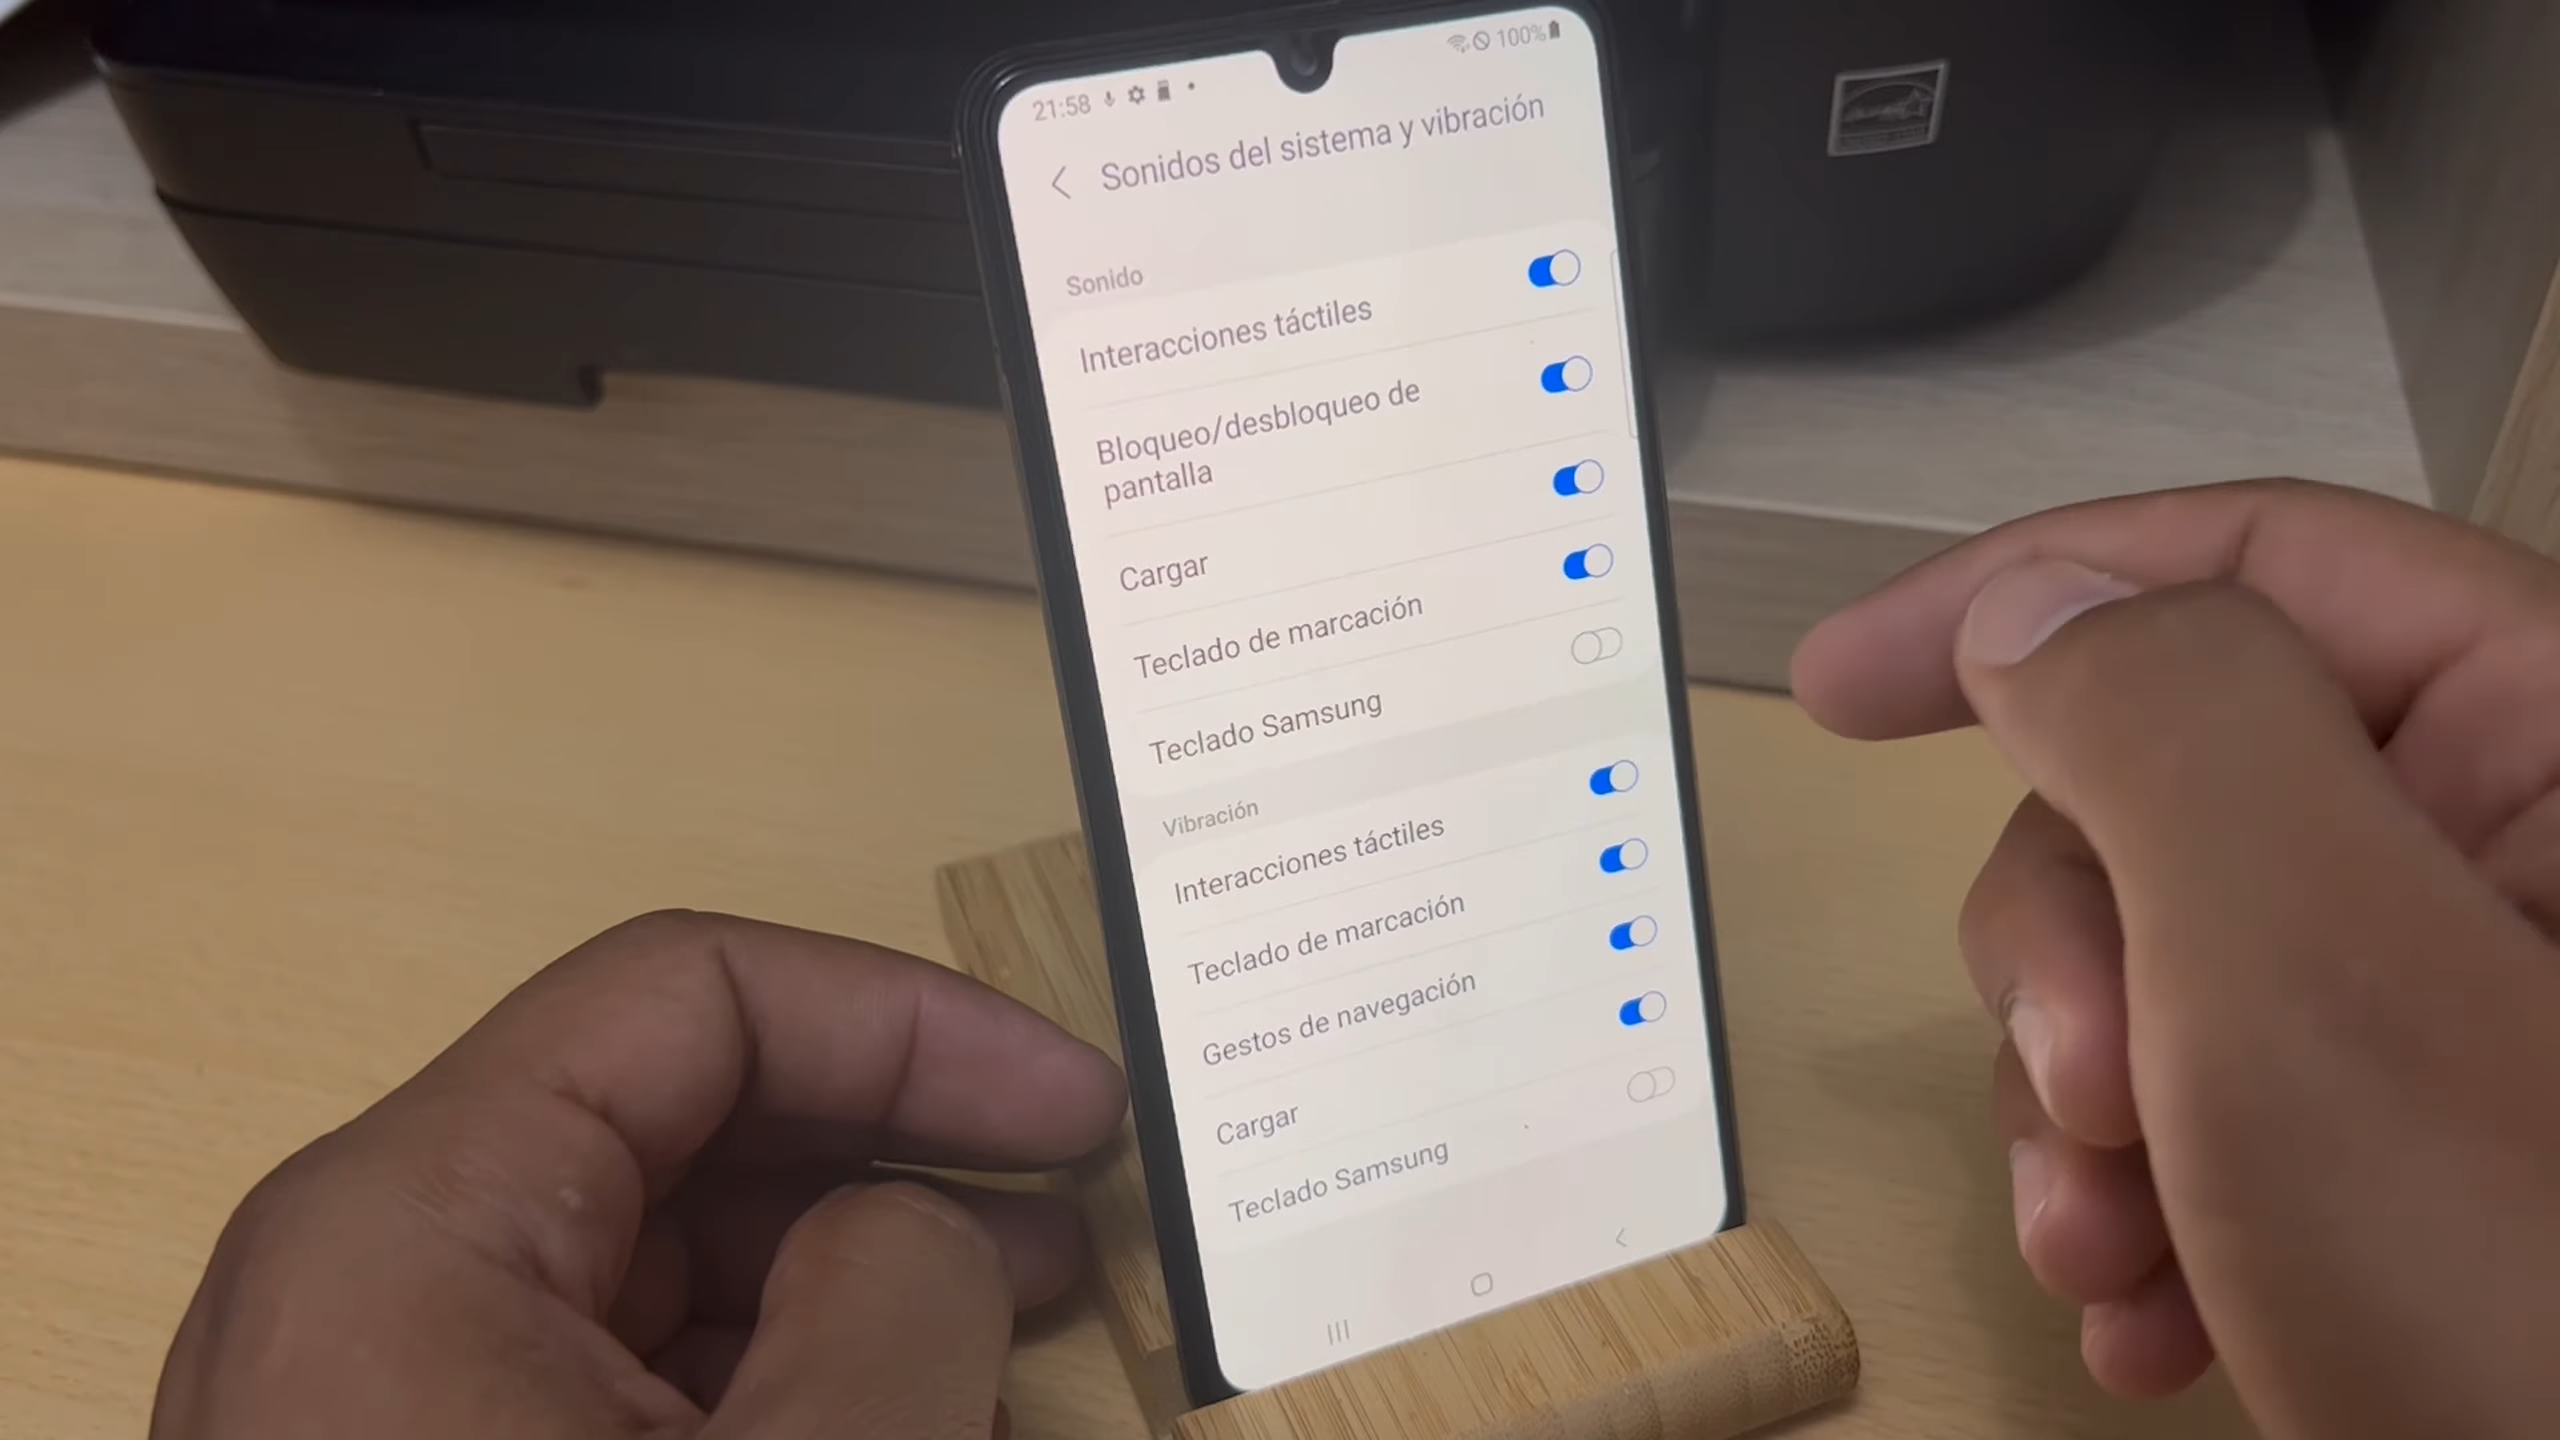 21:58
100%
Sonidos del sistema y vibración
Sonido
Interacciones táctiles
Bloqueo/desbloqueo de
pantalla
Cargar
Teclado de marcación
Teclado Samsung
Vibración
Interacciones táctiles
Teclado de marcación
Gestos de navegación
Cargar
Teclado Samsung